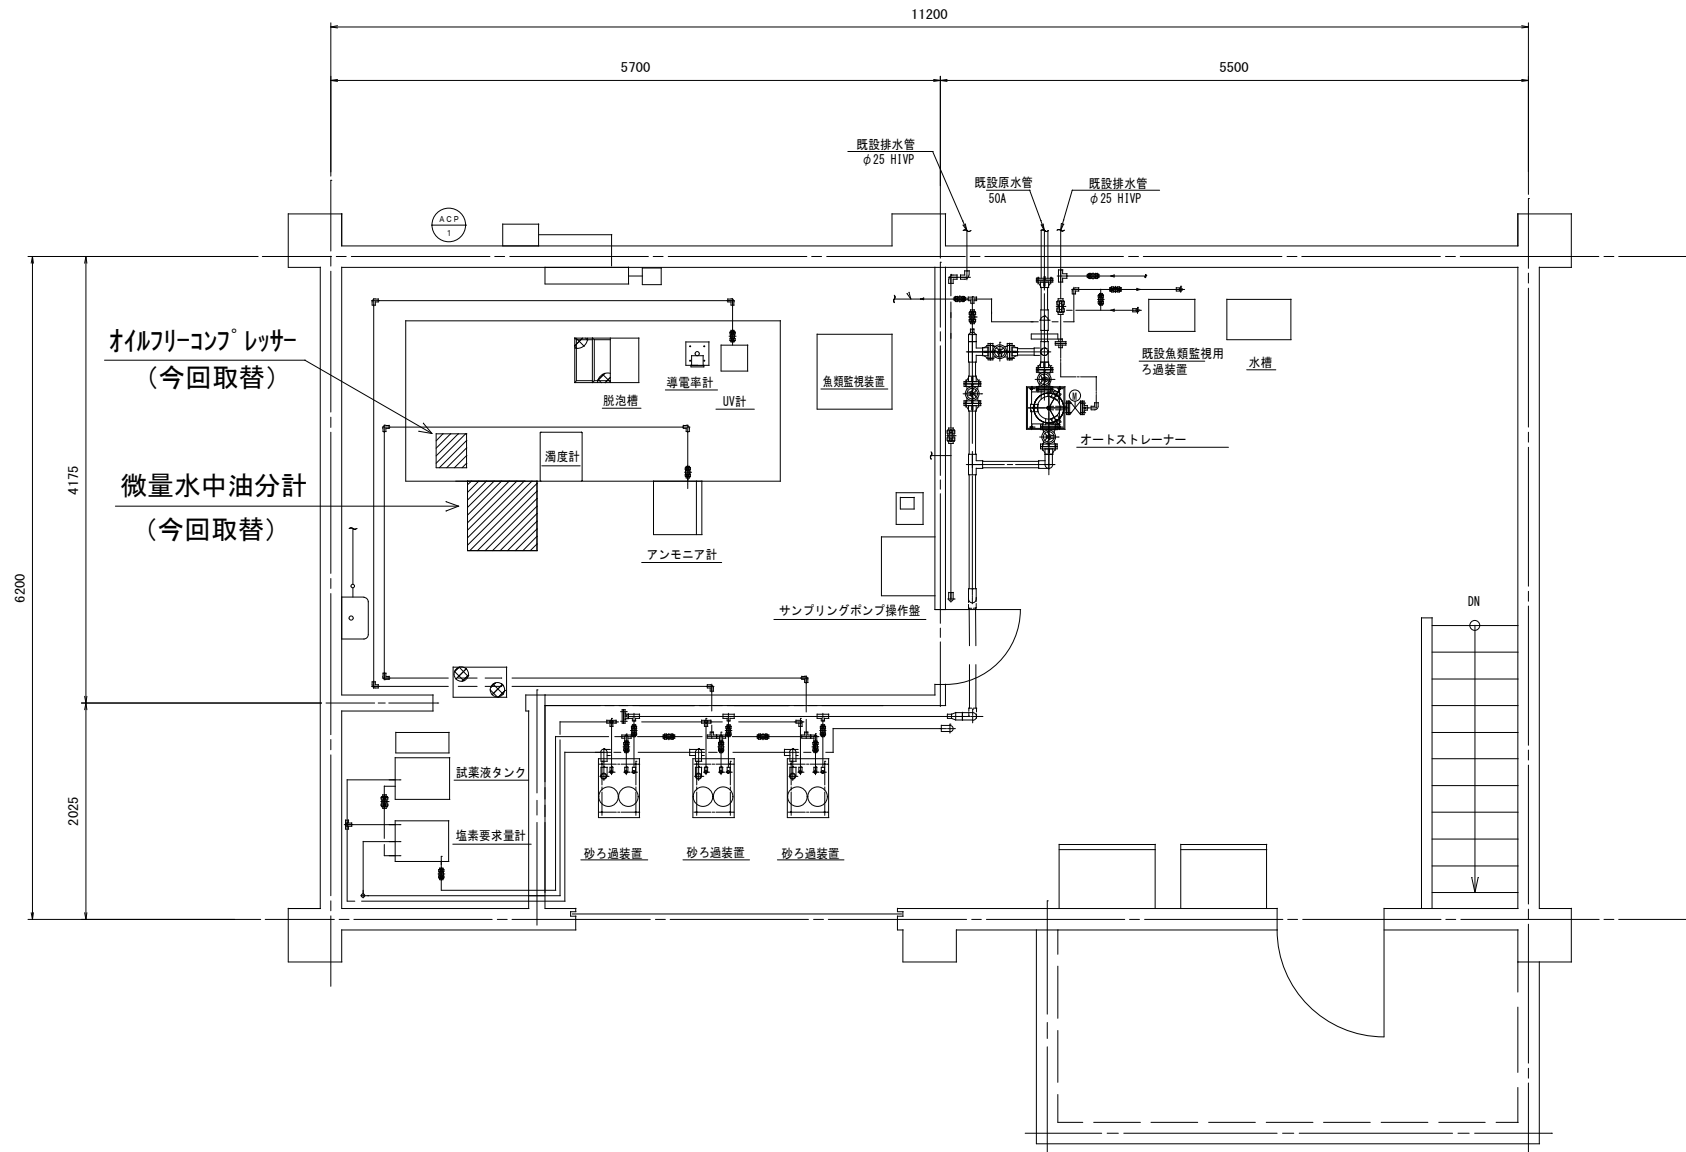 11200
5700
5500
既設排水管
φ25 HIVP
既設原水管
50A
既設排水管
φ25 HIVP
ACP
1
オイルフリーコンプレッサー
(今回取替)
微量水中油分計
(今回取替)
脱泡槽
導電率計
UV計
魚類監視装置
濁度計
アンモニア計
サンプリングポンプ操作盤
既設魚類監視用
ろ過装置
水槽
M
オートストレーナー
DN
4175
6200
2025
試薬液タンク
塩素要求量計
砂ろ過装置
砂ろ過装置
砂ろ過装置